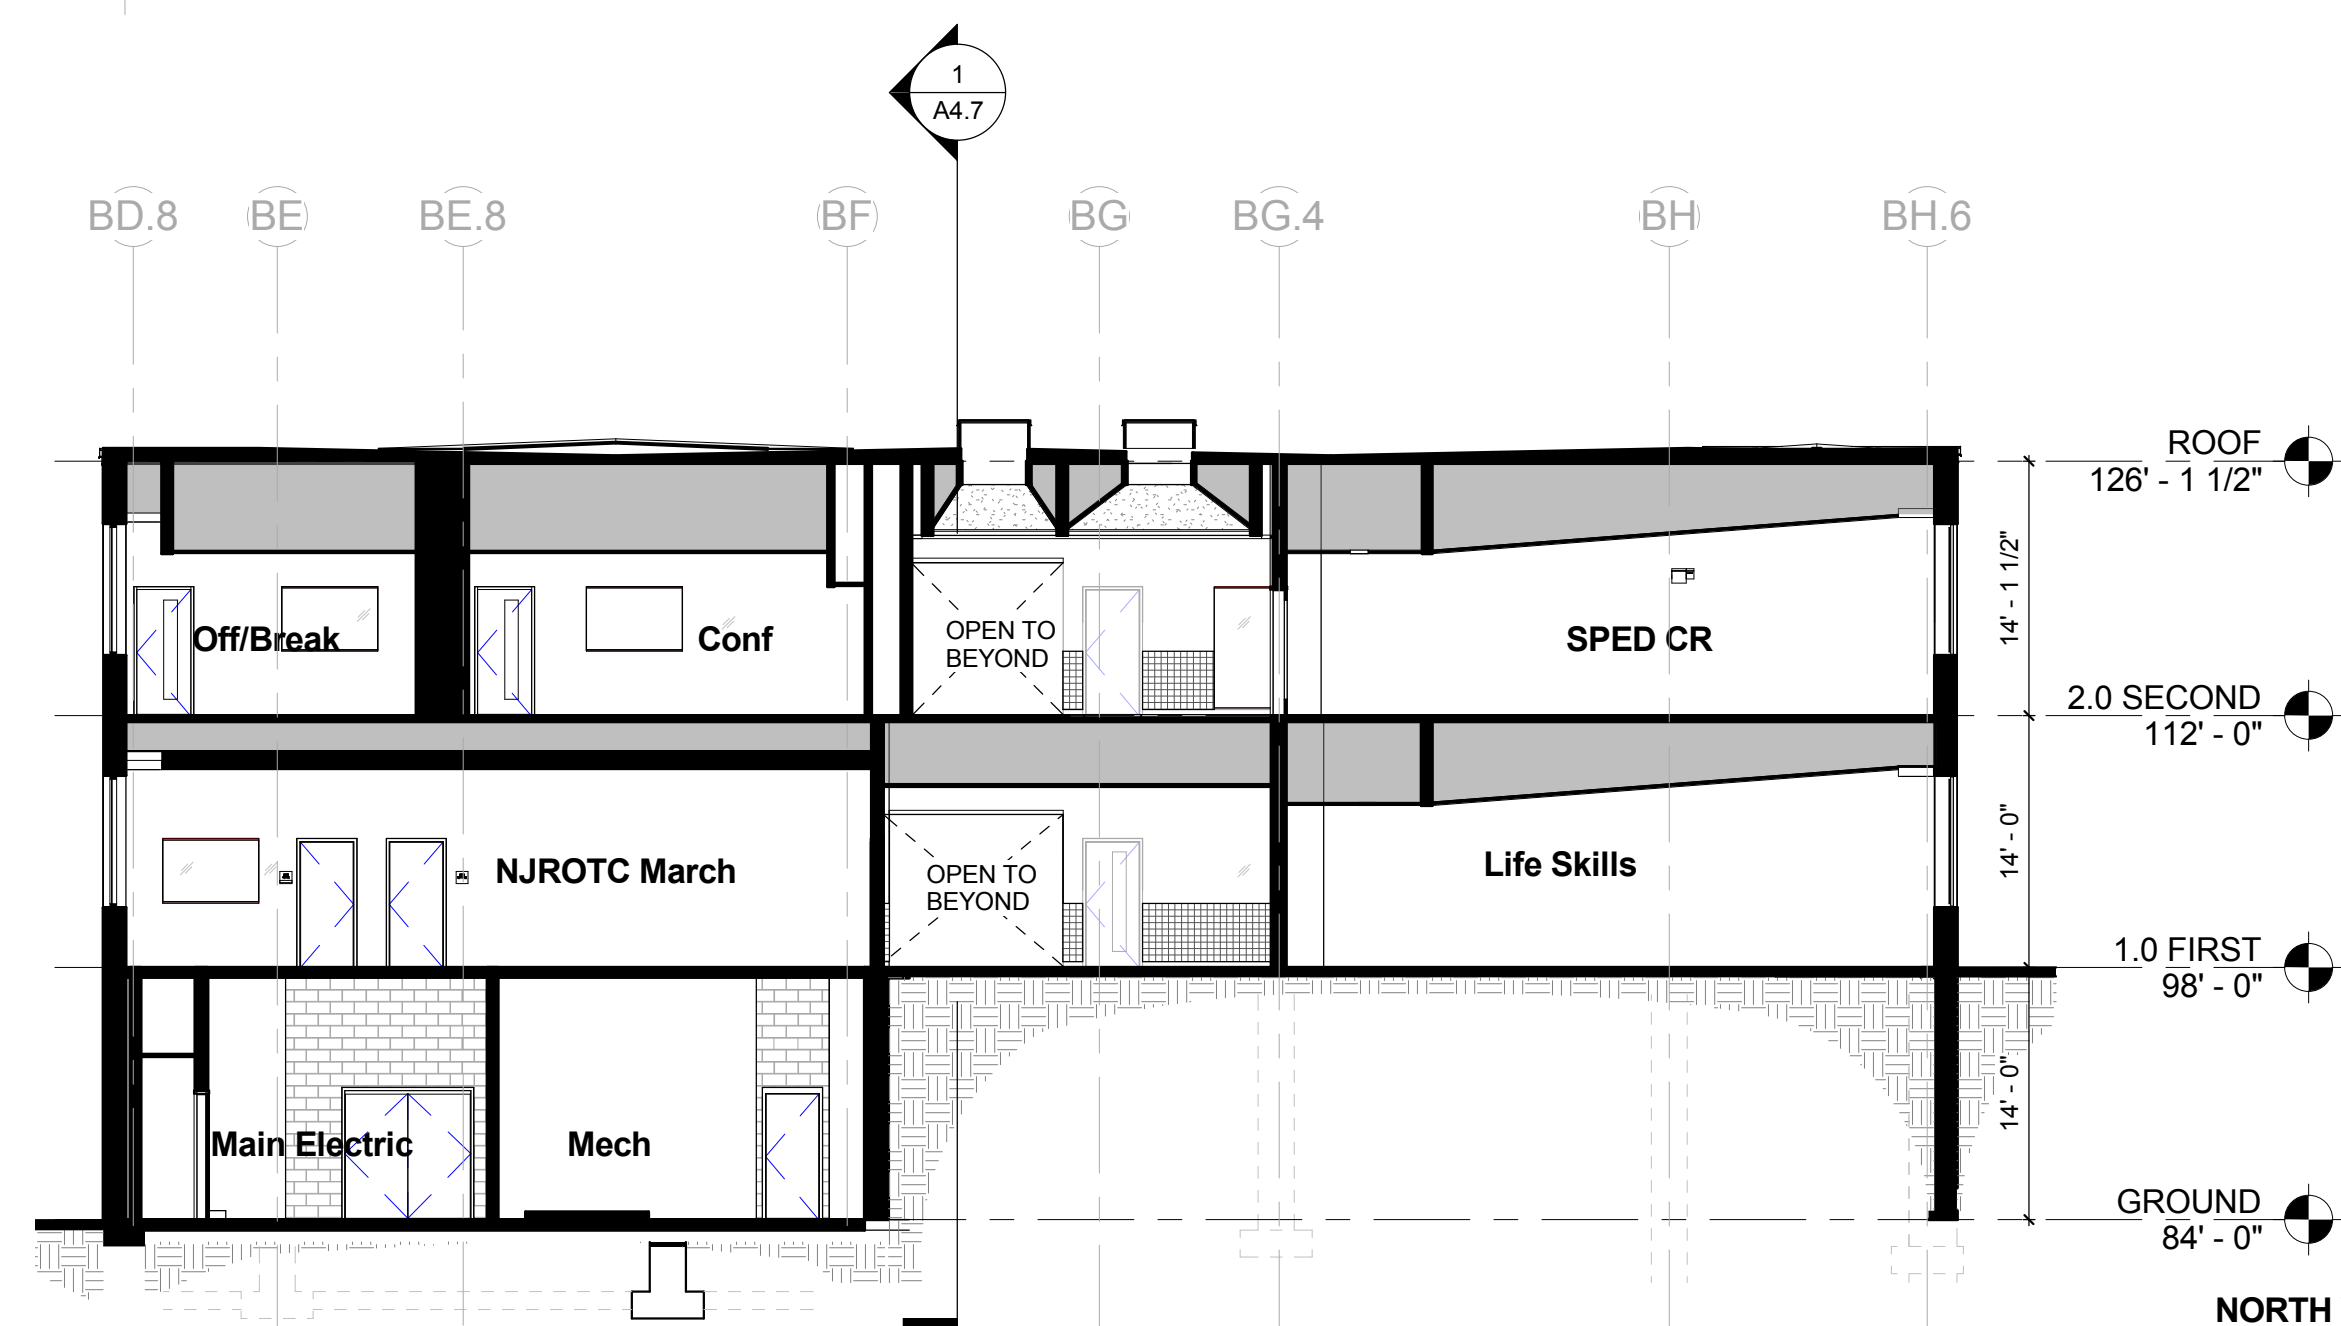 1
A4.7
BD.8
BE
BE.8
BF
BG
BG.4
BH
BH.6
ROOF
126' - 1 1/2"
14' - 1 1/2"
Off/Break
Conf
OPEN TO
BEYOND
SPED CR
2.0 SECOND
112' - 0"
14' - 0"
NJROTC March
OPEN TO
BEYOND
Life Skills
1.0 FIRST
98' - 0"
14' - 0"
Main Electric
Mech
GROUND
84' - 0"
NORTH